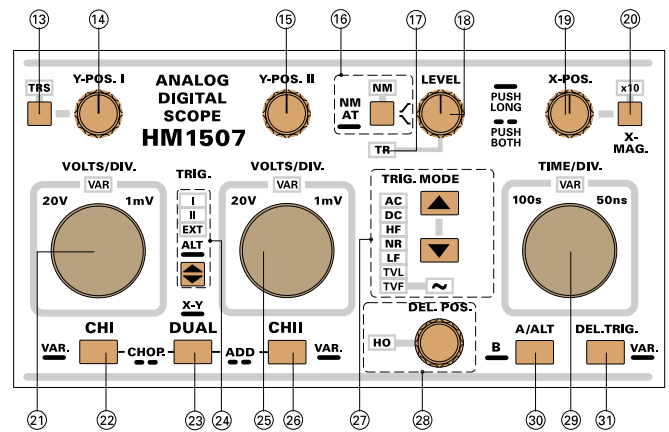 13 14 15 16 17 18 19 20
TRS Y-POS. I ANALOG Y-POS. II NM LEVEL X-POS. x10
DIGITAL NM PUSH
SCOPE AT LONG
HM1507 PUSH X-
TR BOTH MAG.
VOLTS/DIV. TRIG. VOLTS/DIV. TRIG. MODE TIME/DIV.
VAR VAR VAR
20V 1mV I 20V 1mV AC 100s 50ns
II DC
EXT HF
ALT NR
LF
TVL
TVF ~
X-Y DEL. POS.
CHI DUAL CHII A/ALT DEL.TRIG.
VAR. CHOP. ADD VAR. HO B VAR.
21 22 23 24 25 26 27 28 30 29 31